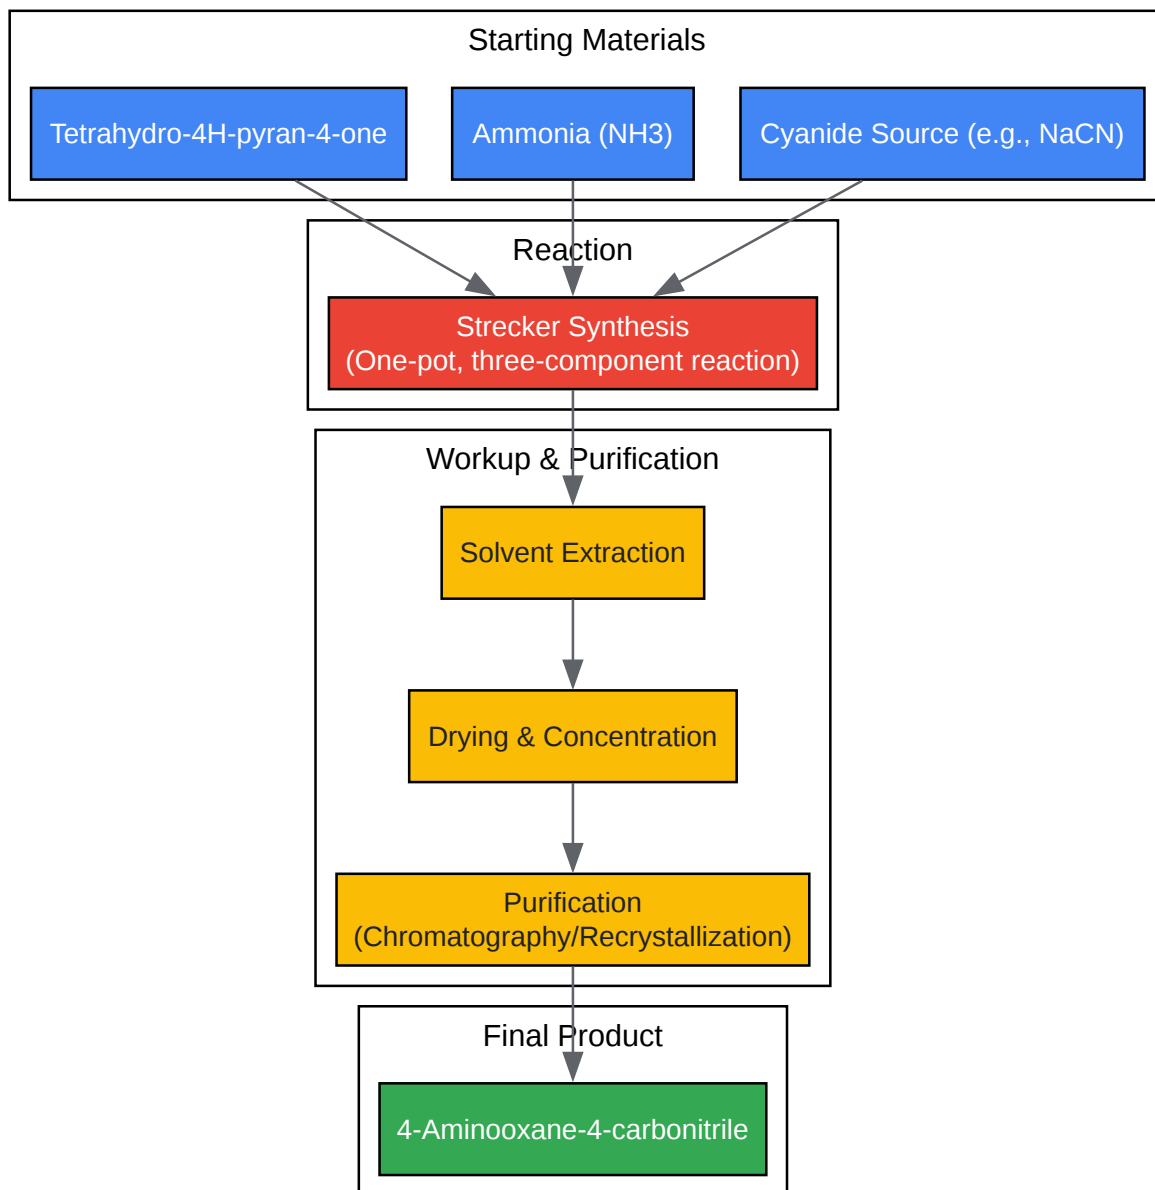 Starting Materials
Tetrahydro-4H-pyran-4-one
Ammonia (NH3)
Cyanide Source (e.g., NaCN)
Reaction
Strecker Synthesis
(One-pot, three-component reaction)
Workup & Purification
Solvent Extraction
Drying & Concentration
Purification
(Chromatography/Recrystallization)
Final Product
4-Aminooxane-4-carbonitrile